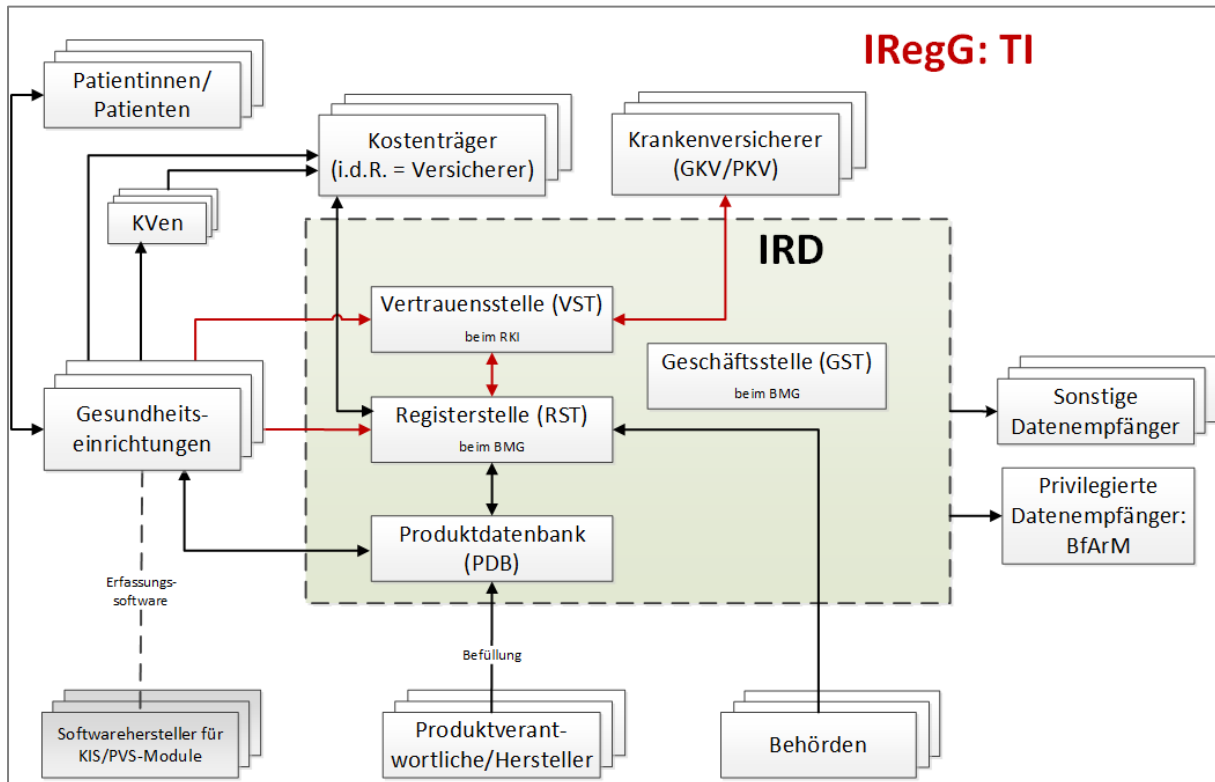 IRegG: TI
Patientinnen/
Patienten
Kostenträger
(i.d.R. = Versicherer)
Krankenversicherer
(GKV/PKV)
KVen
IRD
Vertrauensstelle (VST)
beim RKI
Geschäftsstelle (GST)
beim BMG
Gesundheits-
einrichtungen
Registerstelle (RST)
beim BMG
Sonstige
Datenempfänger
Privilegierte
Datenempfänger:
BfArM
Produktdatenbank
(PDB)
Erfassungs-
software
Befüllung
Softwarehersteller für
KIS/PVS-Module
Produktverant-
wortliche/Hersteller
Behörden